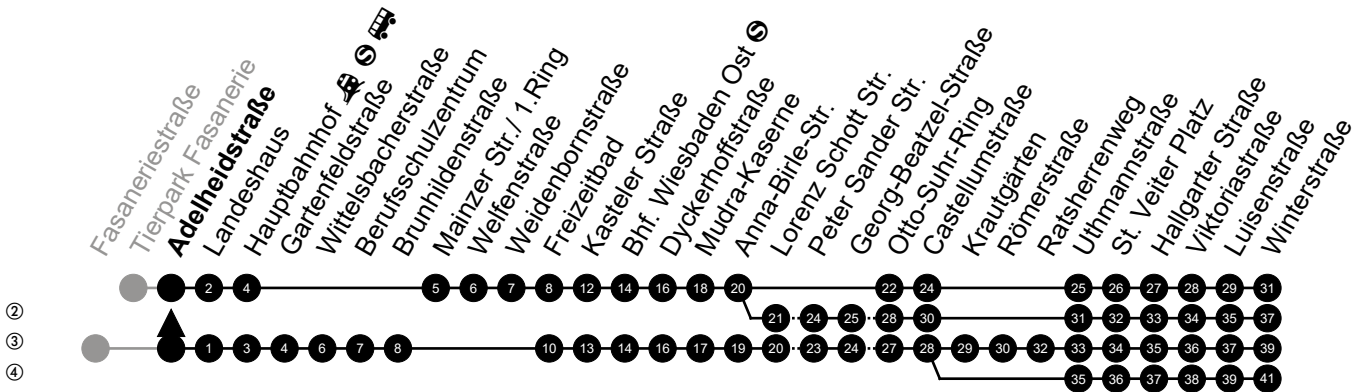 Fasaneriestraße
Tierpark Fasanerie
Adelheidstraße
Landeshaus
Hauptbahnhof S
Gartenfeldstraße
Wittelsbacherstraße
Berufsschulzentrum
Brunhildenstraße
Mainzer Str./ 1.Ring
Welfenstraße
Weidenbornstraße
Freizeitbad
Kasteler Straße
Bhf. Wiesbaden Ost S
Dyckerhoffstraße
Mudra-Kaserne
Anna-Birle-Str.
Lorenz Schott Str.
Peter Sander Str.
Georg-Beatzel-Straße
Otto-Suhr-Ring
Castellumstraße
Krautgärten
Römerstraße
Ratsherrenweg
Uthmannstraße
St. Veiter Platz
Hallgarter Straße
Viktoriastraße
Luisenstraße
Winterstraße
2 4 5 6 7 8 12 14 16 18 20 22 24 25 26 27 28 29 31
② 21 24 25 28 30 31 32 33 34 35 37
③ 1 3 4 6 7 8 10 13 14 16 17 19 20 23 24 27 28 29 30 32 33 34 35 36 37 39
④ 35 36 37 38 39 41